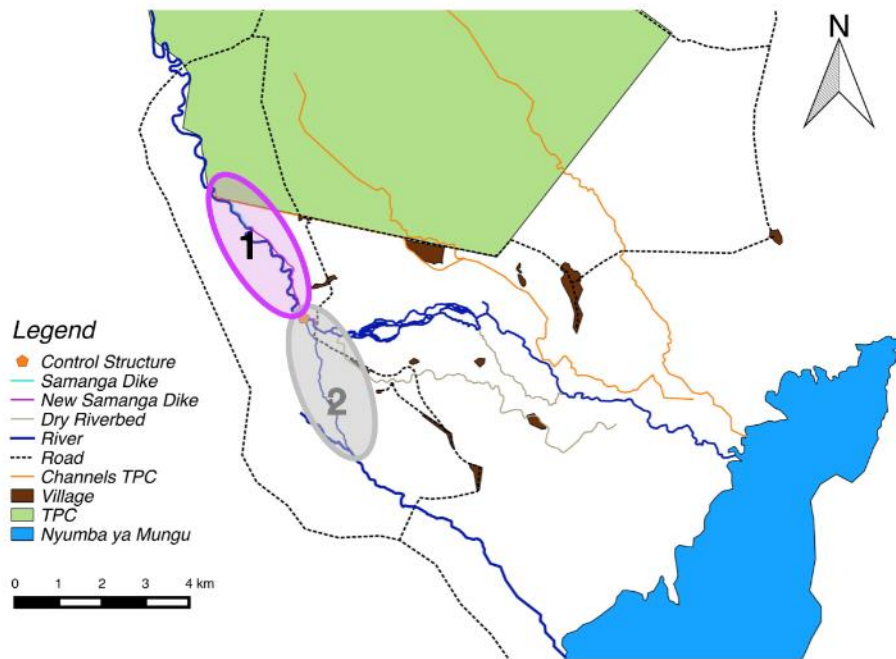 N
1
2
Legend
Control Structure
Samanga Dike
New Samanga Dike
Dry Riverbed
River
Road
Channels TPC
Village
TPC
Nyumba ya Mungu
0 1 2 3 4 km